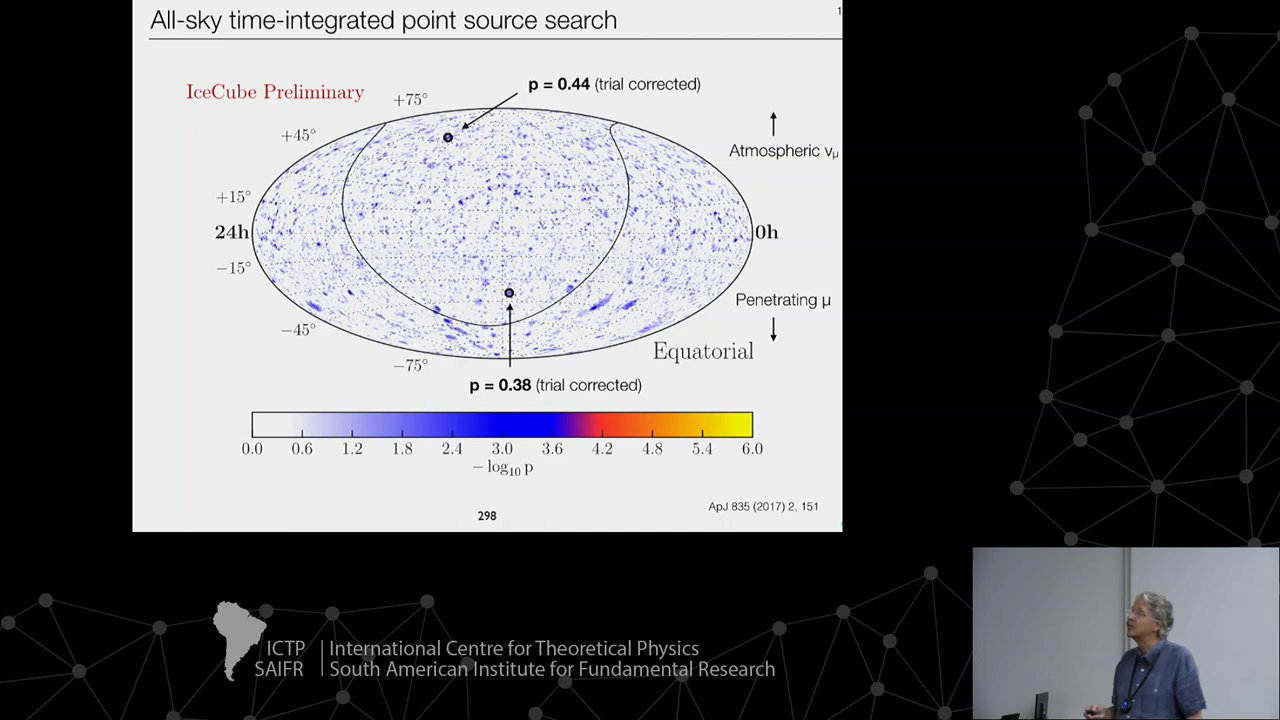 All-sky time-integrated point source search
1
IceCube Preliminary
p = 0.44 (trial corrected)
+75°
+45°
Atmospheric νμ
+15°
24h
0h
−15°
Penetrating μ
−45°
Equatorial
−75°
p = 0.38 (trial corrected)
0.0 0.6 1.2 1.8 2.4 3.0 3.6 4.2 4.8 5.4 6.0
− log10 p
ApJ 835 (2017) 2, 151
298
ICTP International Centre for Theoretical Physics
SAIFR South American Institute for Fundamental Research